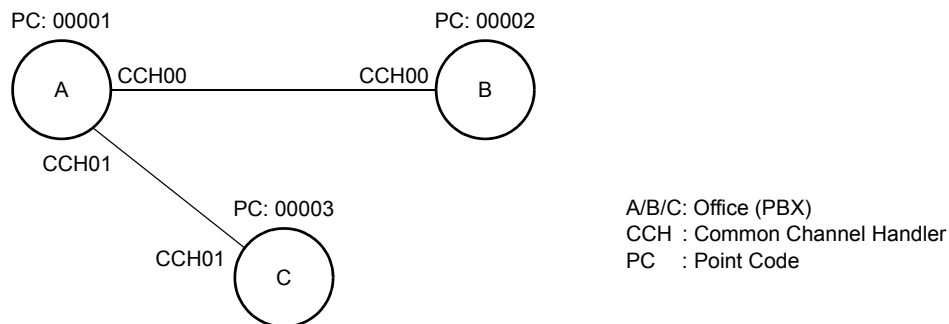 PC: 00001
PC: 00002
CCH00
CCH00
A
B
CCH01
PC: 00003
CCH01
C
A/B/C: Office (PBX)
CCH : Common Channel Handler
PC : Point Code